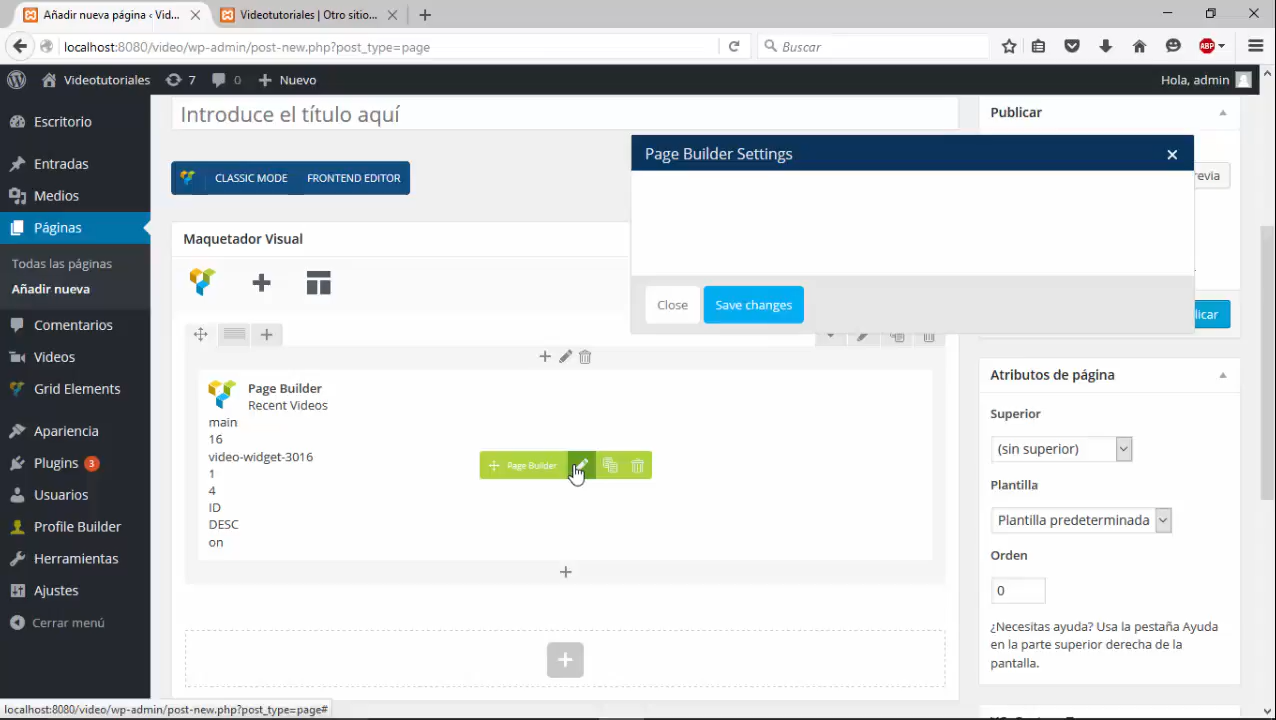 Añadir nueva página ‹ Vid...
Videotutoriales | Otro sitio...
localhost:8080/video/wp-admin/post-new.php?post_type=page
Buscar
ABP
Videotutoriales
7
0
Nuevo
Hola, admin
Escritorio
Entradas
Medios
Páginas
Todas las páginas
Añadir nueva
Comentarios
Videos
Grid Elements
Apariencia
Plugins 3
Usuarios
Profile Builder
Herramientas
Ajustes
Cerrar menú
Introduce el título aquí
CLASSIC MODE
FRONTEND EDITOR
Maquetador Visual
Page Builder
Recent Videos
main
16
video-widget-3016
1
4
ID
DESC
on
Page Builder
Page Builder Settings
Close
Save changes
Publicar
revia
licar
Atributos de página
Superior
(sin superior)
Plantilla
Plantilla predeterminada
Orden
0
¿Necesitas ayuda? Usa la pestaña Ayuda
en la parte superior derecha de la
pantalla.
localhost:8080/video/wp-admin/post-new.php?post_type=page#